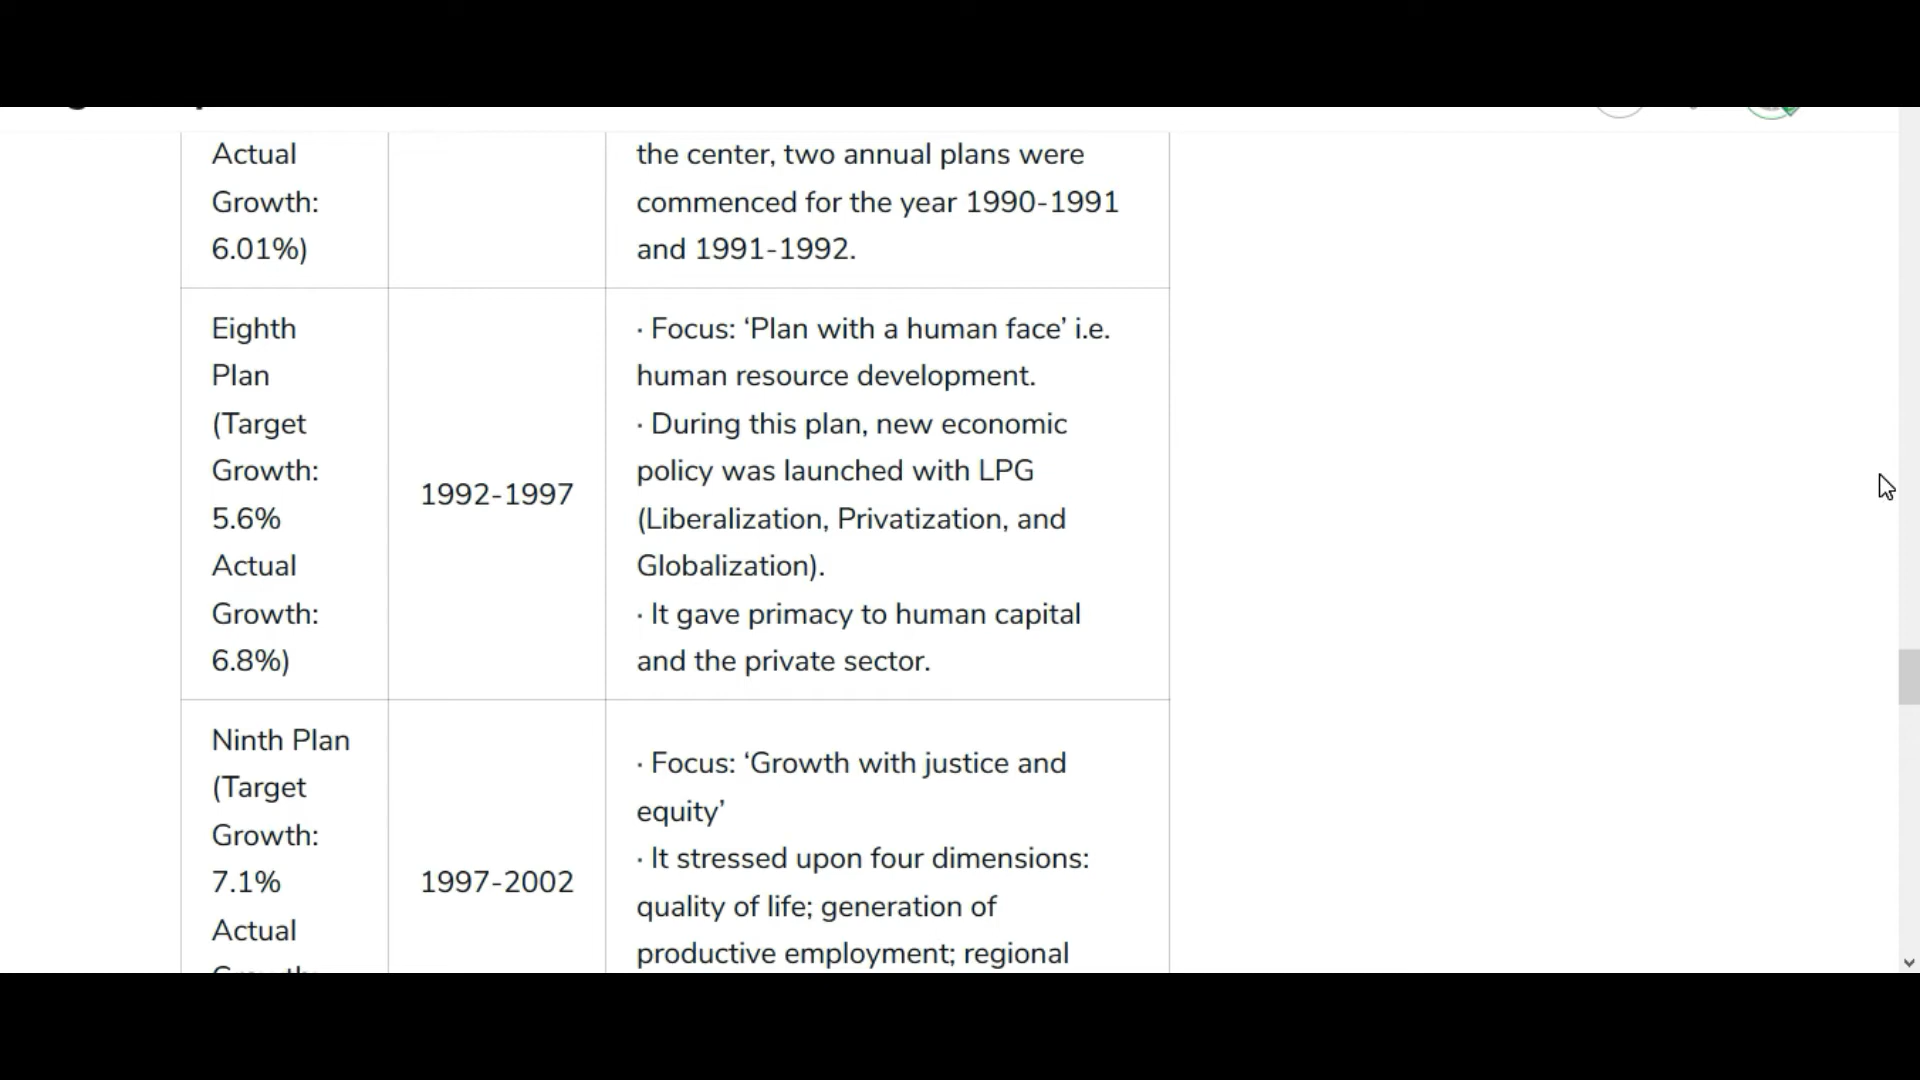 Actual
Growth:
6.01%)
the center, two annual plans were
commenced for the year 1990-1991
and 1991-1992.
Eighth
Plan
(Target
Growth:
5.6%
Actual
Growth:
6.8%)
1992-1997
· Focus: ‘Plan with a human face’ i.e.
human resource development.
· During this plan, new economic
policy was launched with LPG
(Liberalization, Privatization, and
Globalization).
· It gave primacy to human capital
and the private sector.
Ninth Plan
(Target
Growth:
7.1%
Actual
1997-2002
· Focus: ‘Growth with justice and
equity’
· It stressed upon four dimensions:
quality of life; generation of
productive employment; regional